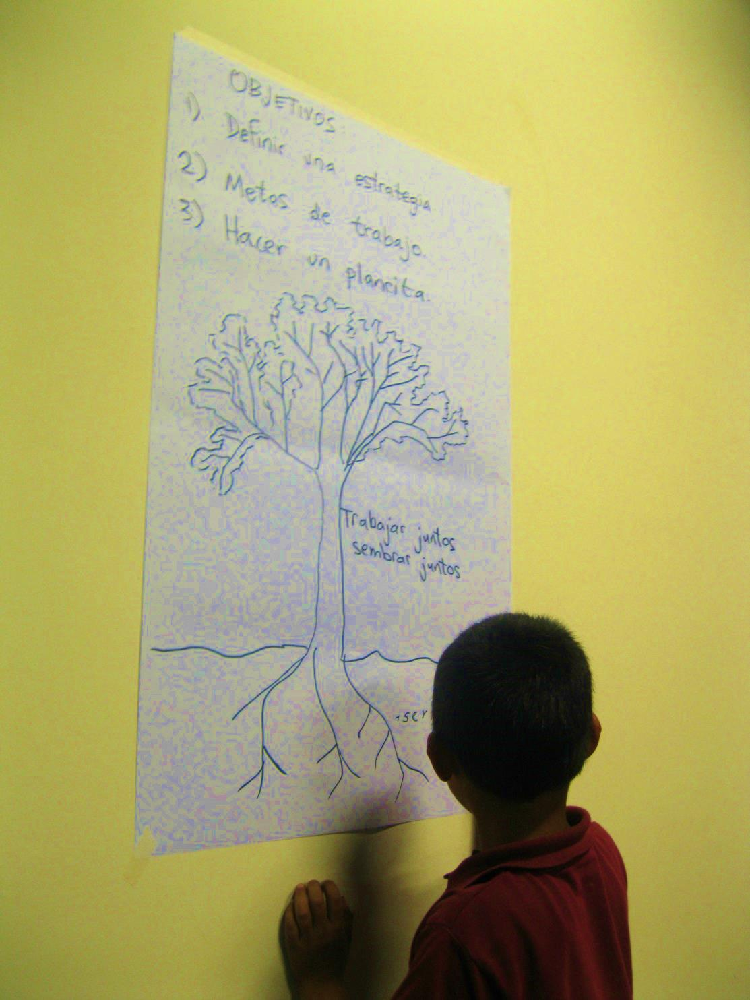 OBJETIVOS:
1) Definir una estrategia.
2) Metas de trabajo.
3) Hacer un plancita.
Trabajar juntos
sembrar juntos